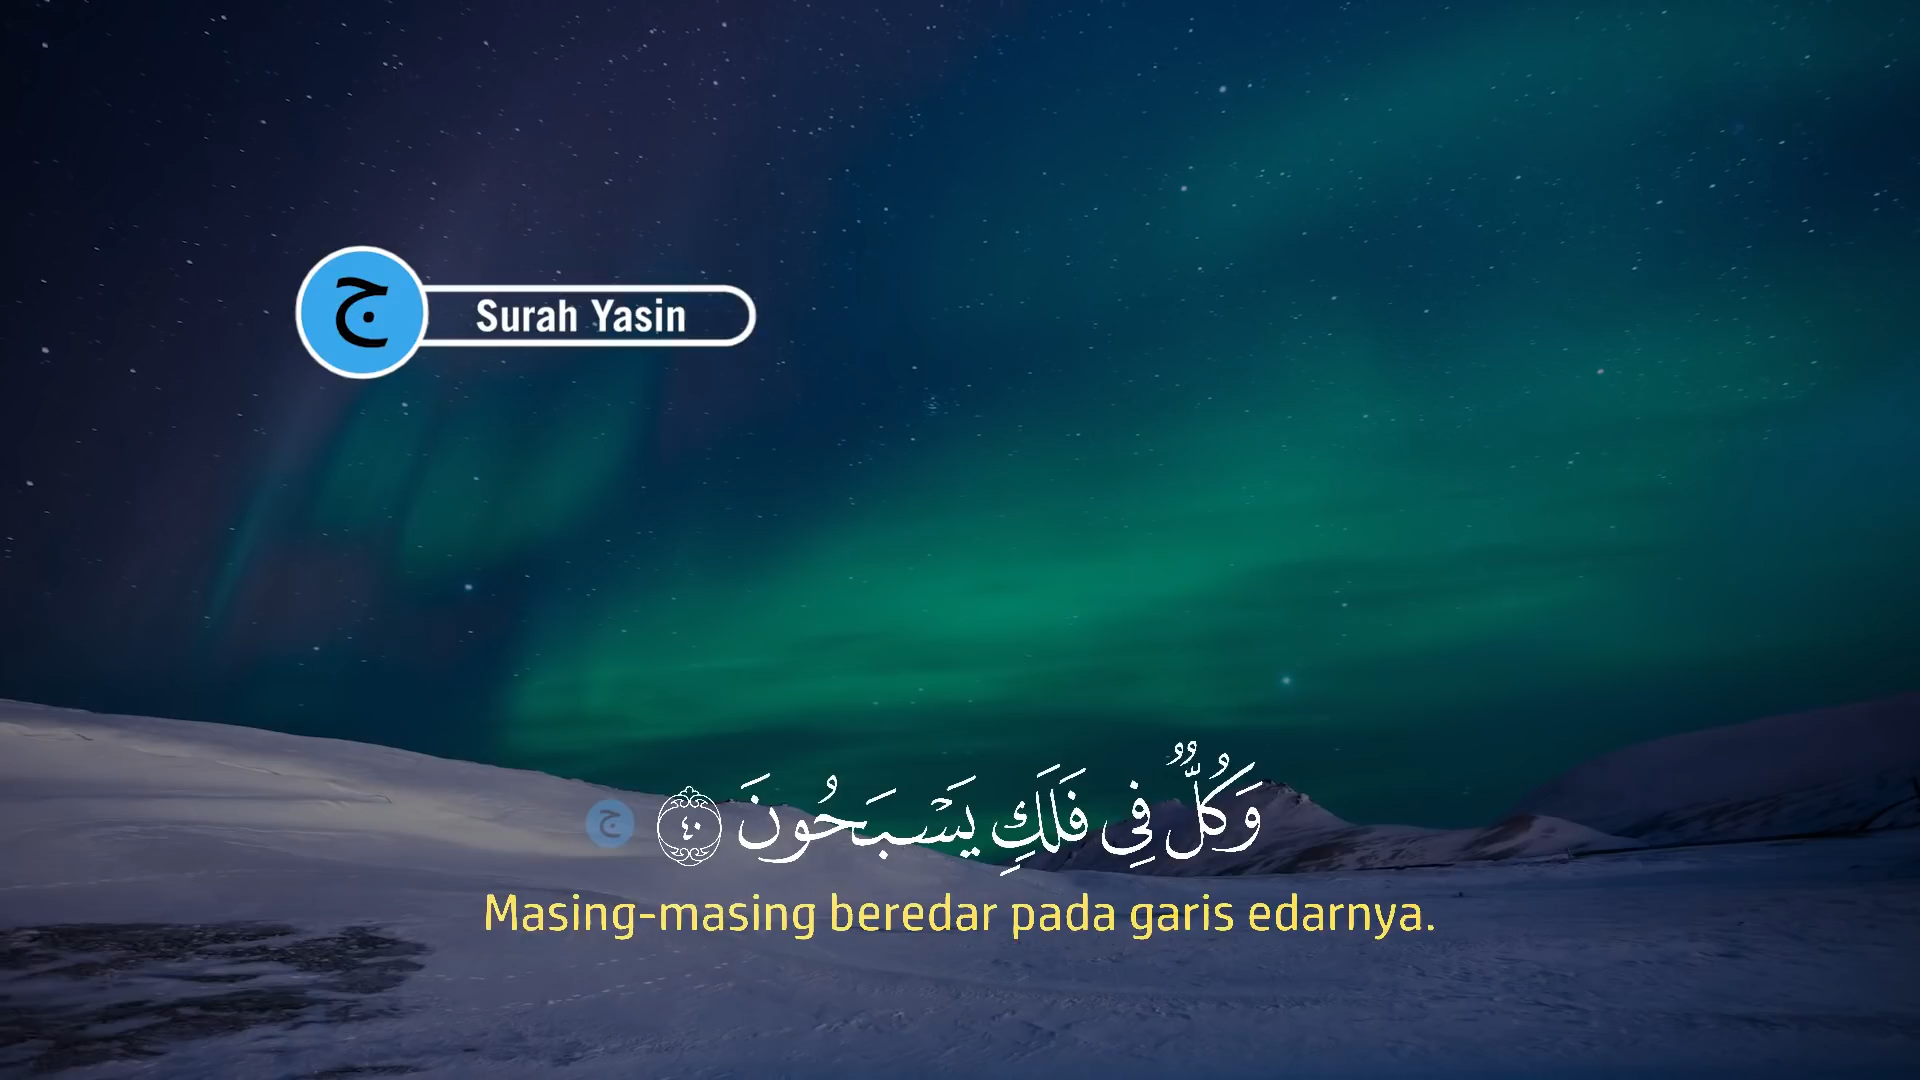 ج
Surah Yasin
وَكُلٌّ فِي فَلَكٍ يَسْبَحُونَ ٤٠ ج
Masing-masing beredar pada garis edarnya.